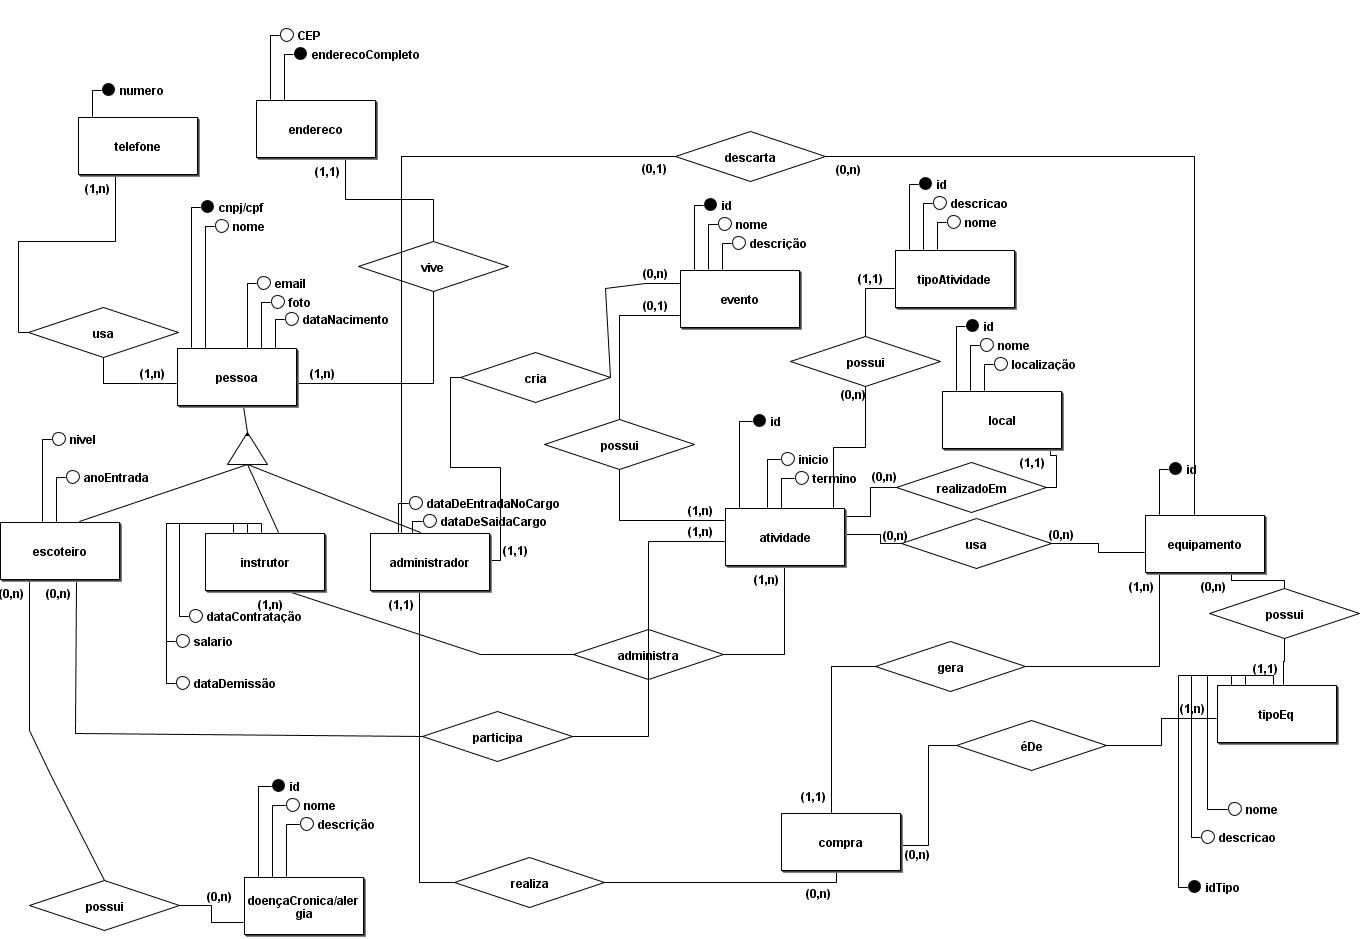 CEP
enderecoCompleto
numero
endereco
telefone
(1,n)
(1,1)
descarta
(0,1)
(0,n)
cnpj/cpf
nome
id
descricao
nome
id
nome
descrição
vive
email
foto
dataNacimento
(0,n)
(0,1)
evento
(1,1)
tipoAtividade
usa
id
nome
localização
possui
(0,n)
(1,n)
pessoa
(1,n)
cria
local
(1,1)
nivel
anoEntrada
possui
id
inicio
termino
(0,n)
realizadoEm
id
dataDeEntradaNoCargo
dataDeSaidaCargo
(1,n)
(1,n)
atividade
(0,n)
usa
(0,n)
equipamento
escoteiro
instrutor
administrador
(1,1)
(0,n)
(0,n)
(1,n)
(1,1)
(1,n)
(1,n)
(0,n)
dataContratação
salario
dataDemissão
administra
possui
gera
(1,1)
(1,n)
tipoEq
participa
éDe
id
nome
descrição
(1,1)
nome
descricao
compra
(0,n)
realiza
(0,n)
idTipo
possui
(0,n)
doençaCronica/aler
gia